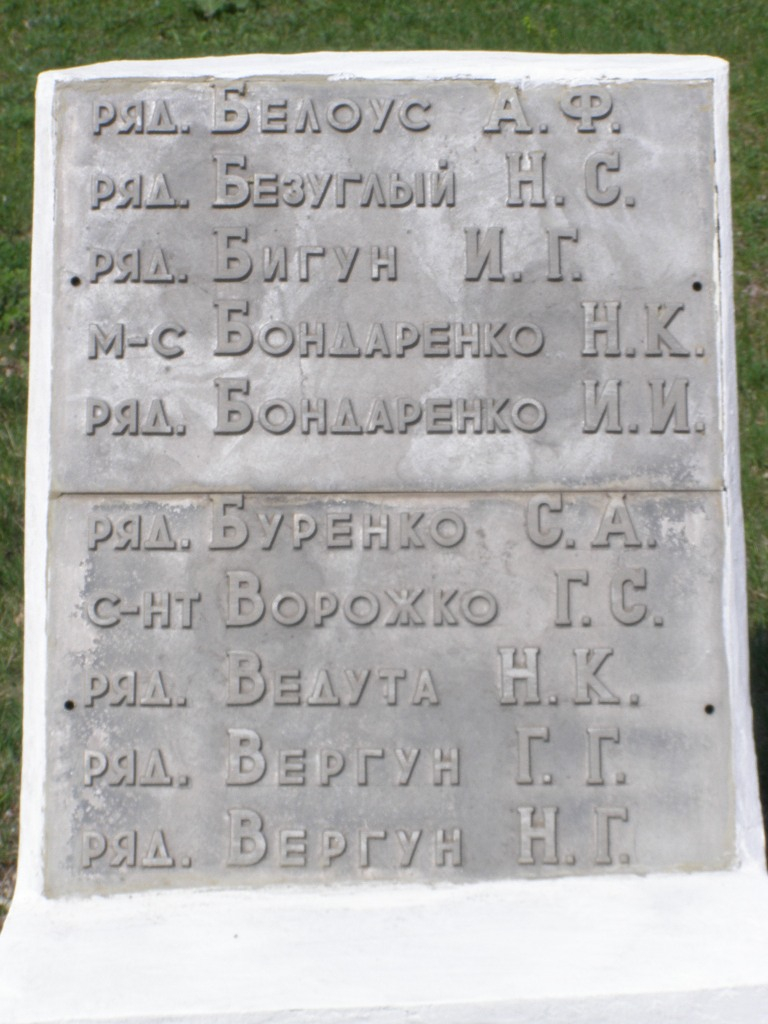 ряд. Белоус А. Ф.
ряд. Безуглый Н. С.
ряд. Бигун И. Г.
м-с Бондаренко Н. К.
ряд. Бондаренко И. И.
ряд. Буренко С. А.
с-нт Ворожко Г. С.
ряд. Ведута Н. К.
ряд. Вергун Г. Г.
ряд. Вергун Н. Г.